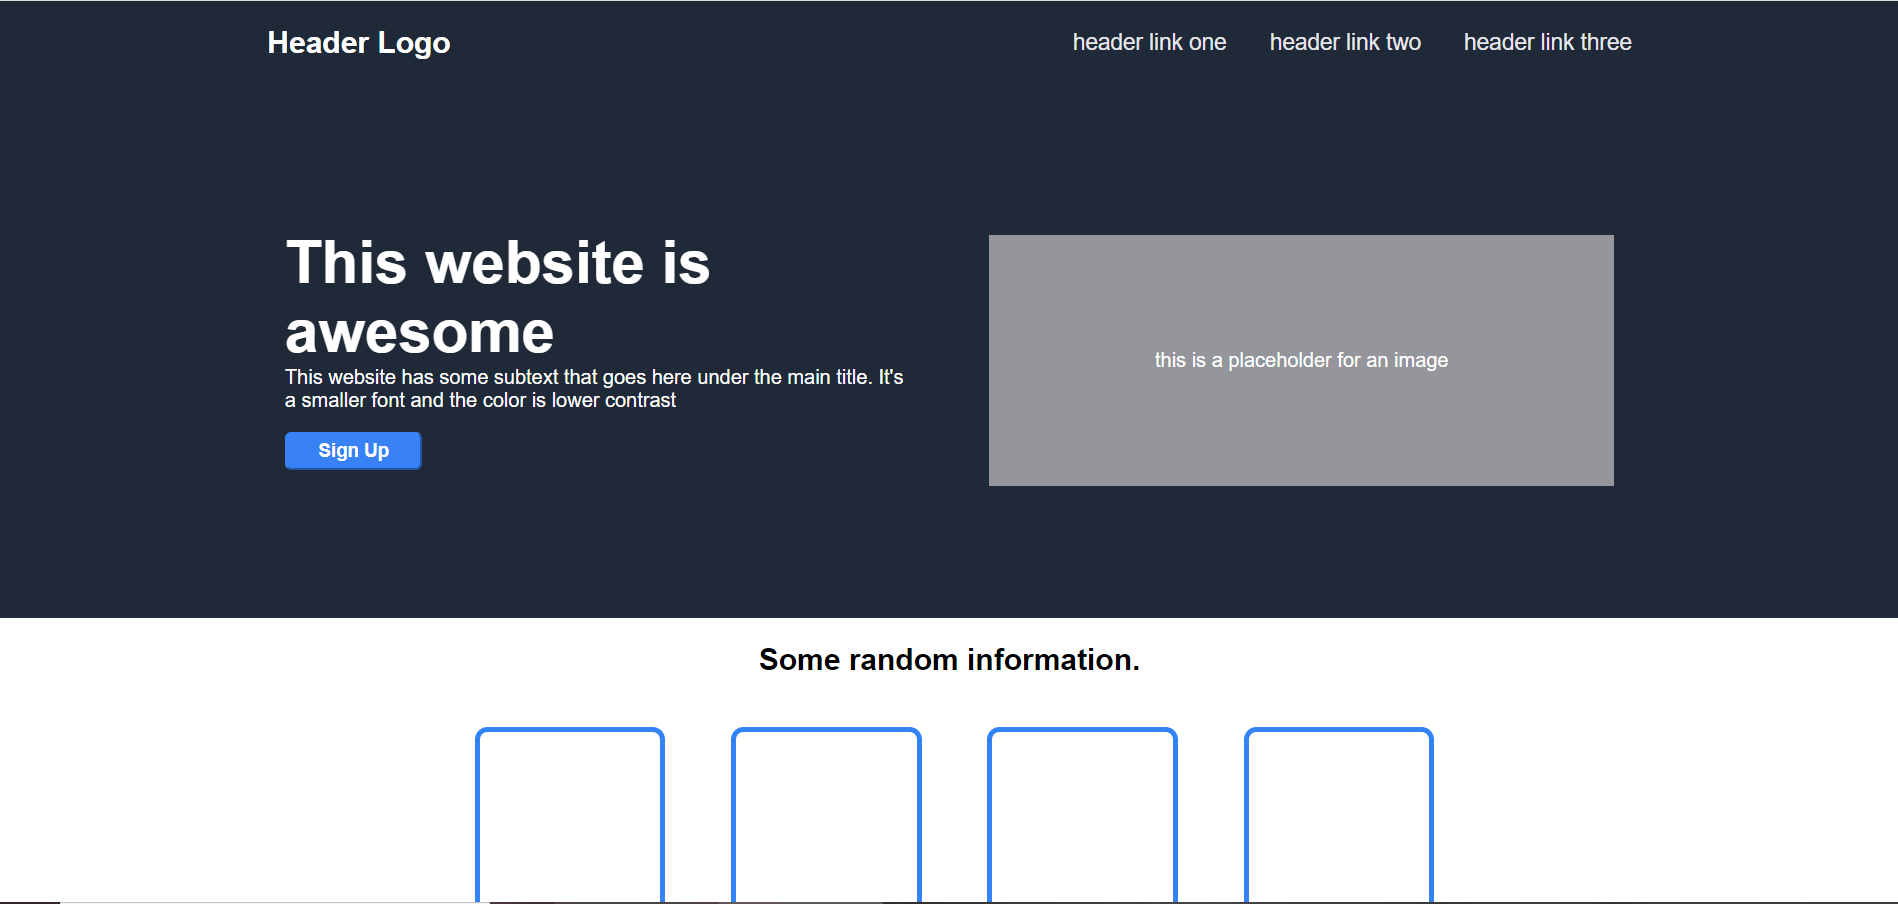 Header Logo
header link one
header link two
header link three
This website is
awesome
This website has some subtext that goes here under the main title. It's
a smaller font and the color is lower contrast
Sign Up
this is a placeholder for an image
Some random information.